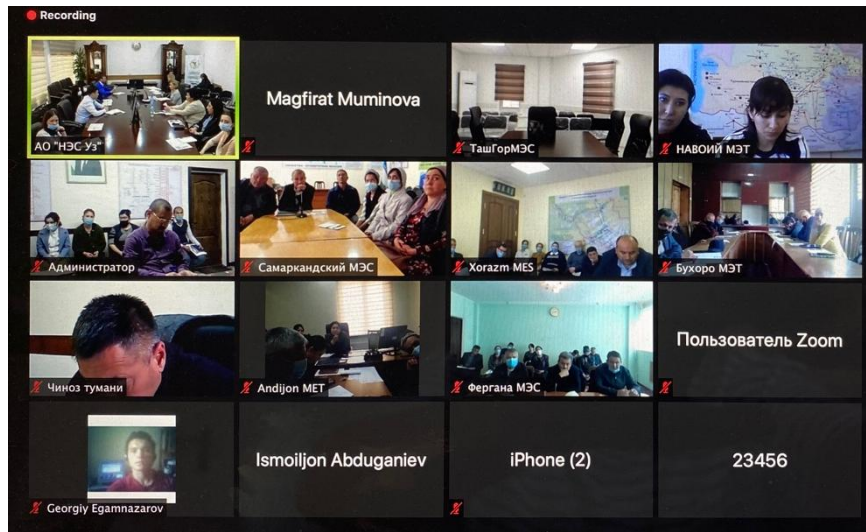 Recording
АО "НЭС Уз"
Magfirat Muminova
ТашГорМЭС
НАВОИЙ МЭТ
Администратор
Самаркандский МЭС
Xorazm MES
Бухоро МЭТ
Чиноз тумани
Andijon MET
Фергана МЭС
Пользователь Zoom
Georgiy Egamnazarov
Ismoiljon Abduganiev
iPhone (2)
23456